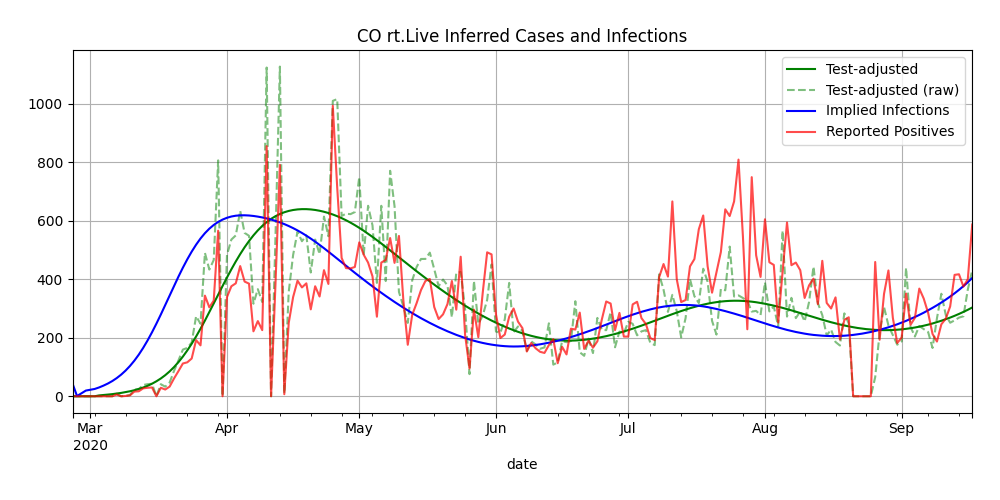 CO rt.Live Inferred Cases and Infections
Test-adjusted
Test-adjusted (raw)
Implied Infections
Reported Positives
1000
800
600
400
200
0
Mar Apr May Jun Jul Aug Sep
2020
date